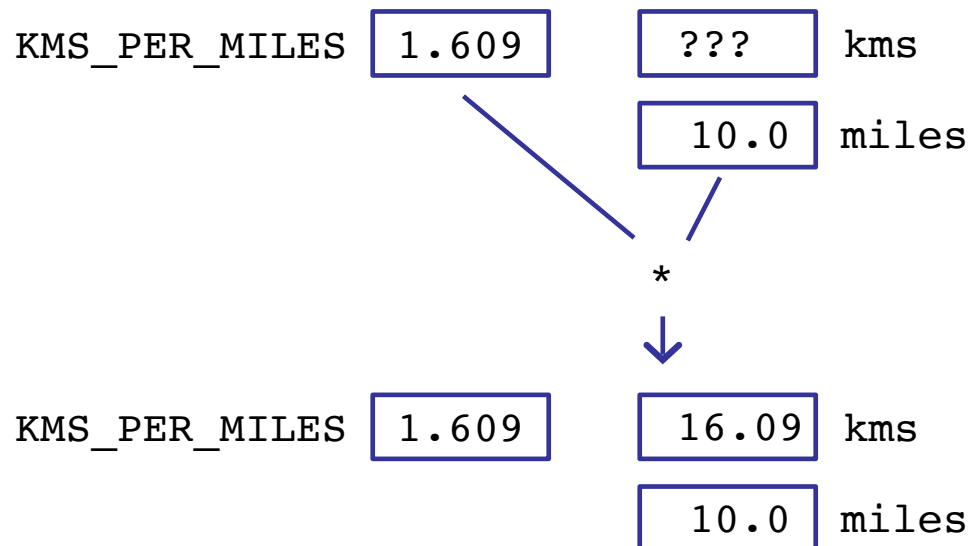 KMS_PER_MILES 1.609 ??? kms
10.0 miles
*
KMS_PER_MILES 1.609 16.09 kms
10.0 miles